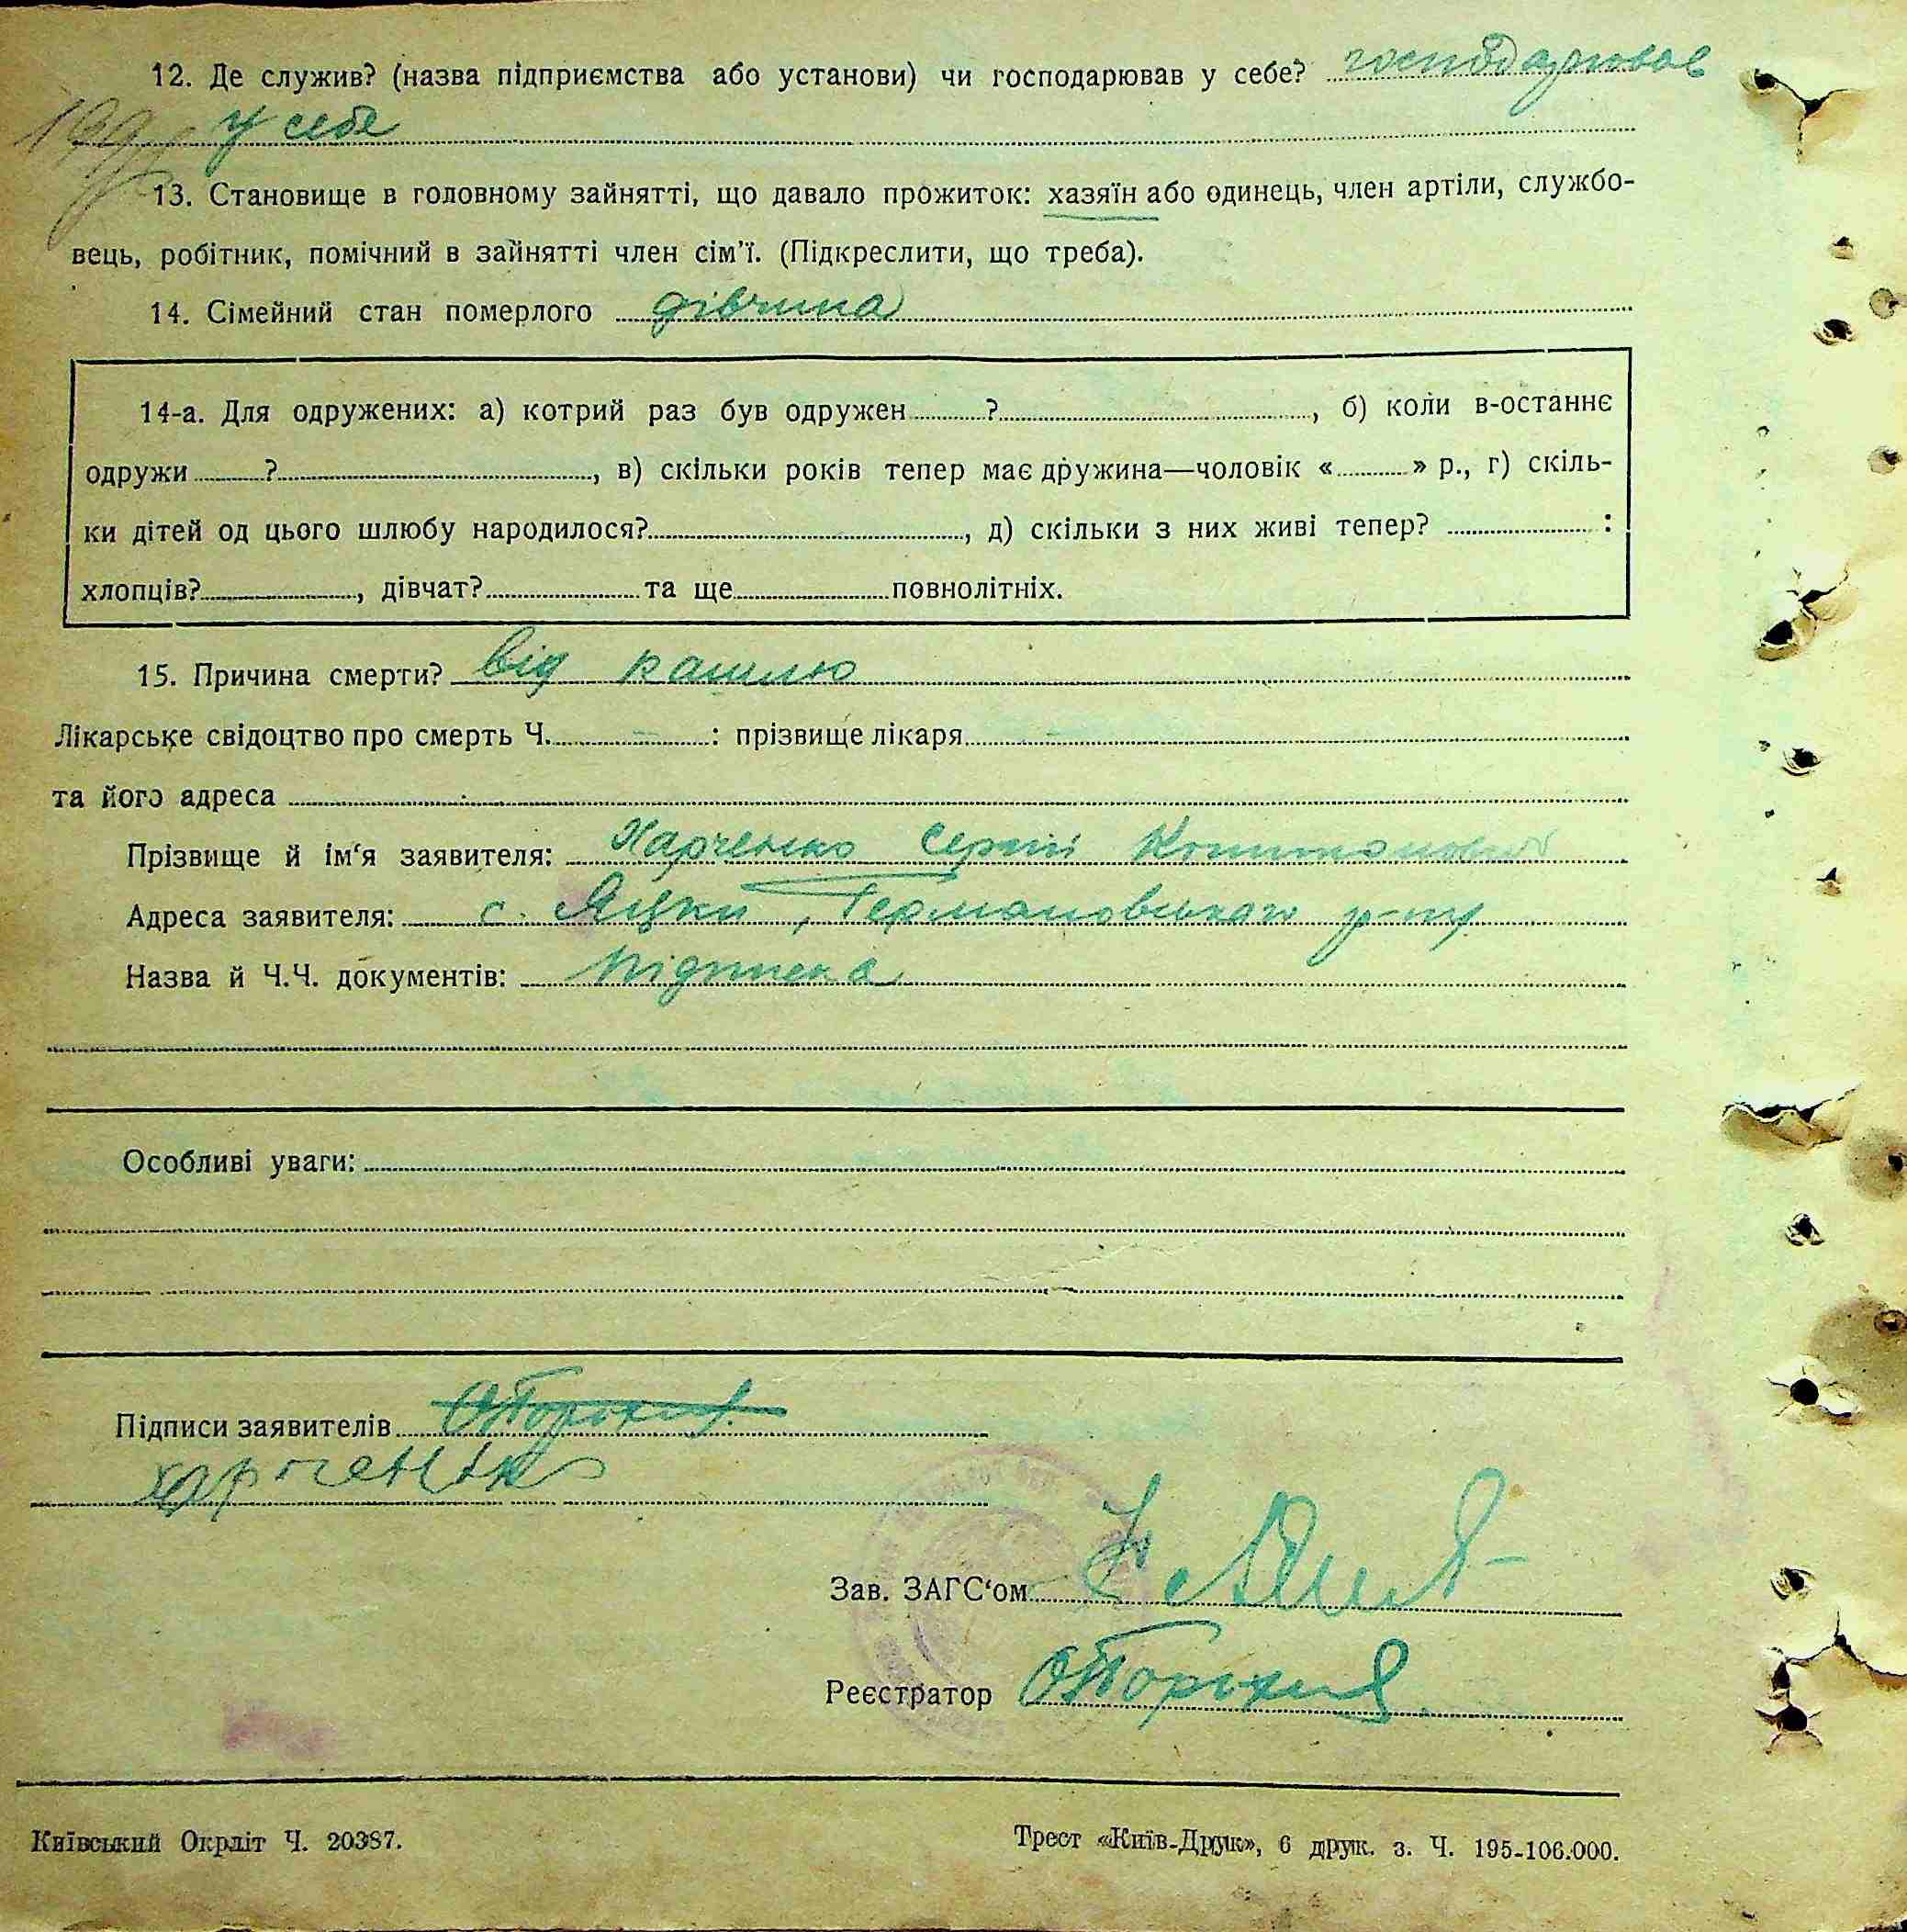 12. Де служив? (назва підприємства або установи) чи господарював у себе? господарював
у себе
13. Становище в головному зайнятті, що давало прожиток: хазяїн або одинець, член артіли, службо-
вець, робітник, помічний в зайнятті член сім’ї. (Підкреслити, що треба).
14. Сімейний стан померлого дівчина
14-а. Для одружених: а) котрий раз був одружен ? , б) коли в-останнє
одружи ? , в) скільки років тепер має дружина—чоловік « » р., г) скіль-
ки дітей од цього шлюбу народилося? , д) скільки з них живі тепер? :
хлопців? , дівчат? та ще повнолітніх.
15. Причина смерти? від кашлю
Лікарське свідоцтво про смерть Ч. : прізвище лікаря
та його адреса
Прізвище й ім‘я заявителя: Харченко Сергій
Адреса заявителя: с. Яцки, Германовського р-ну
Назва й Ч.Ч. документів: Підписка
Особливі уваги:
Підписи заявителів
Харченко
Зав. ЗАГС‘ом
Реєстратор
Київський Окрліт Ч. 20387.
Трест «Київ-Друк», 6 друк. з. Ч. 195-106.000.